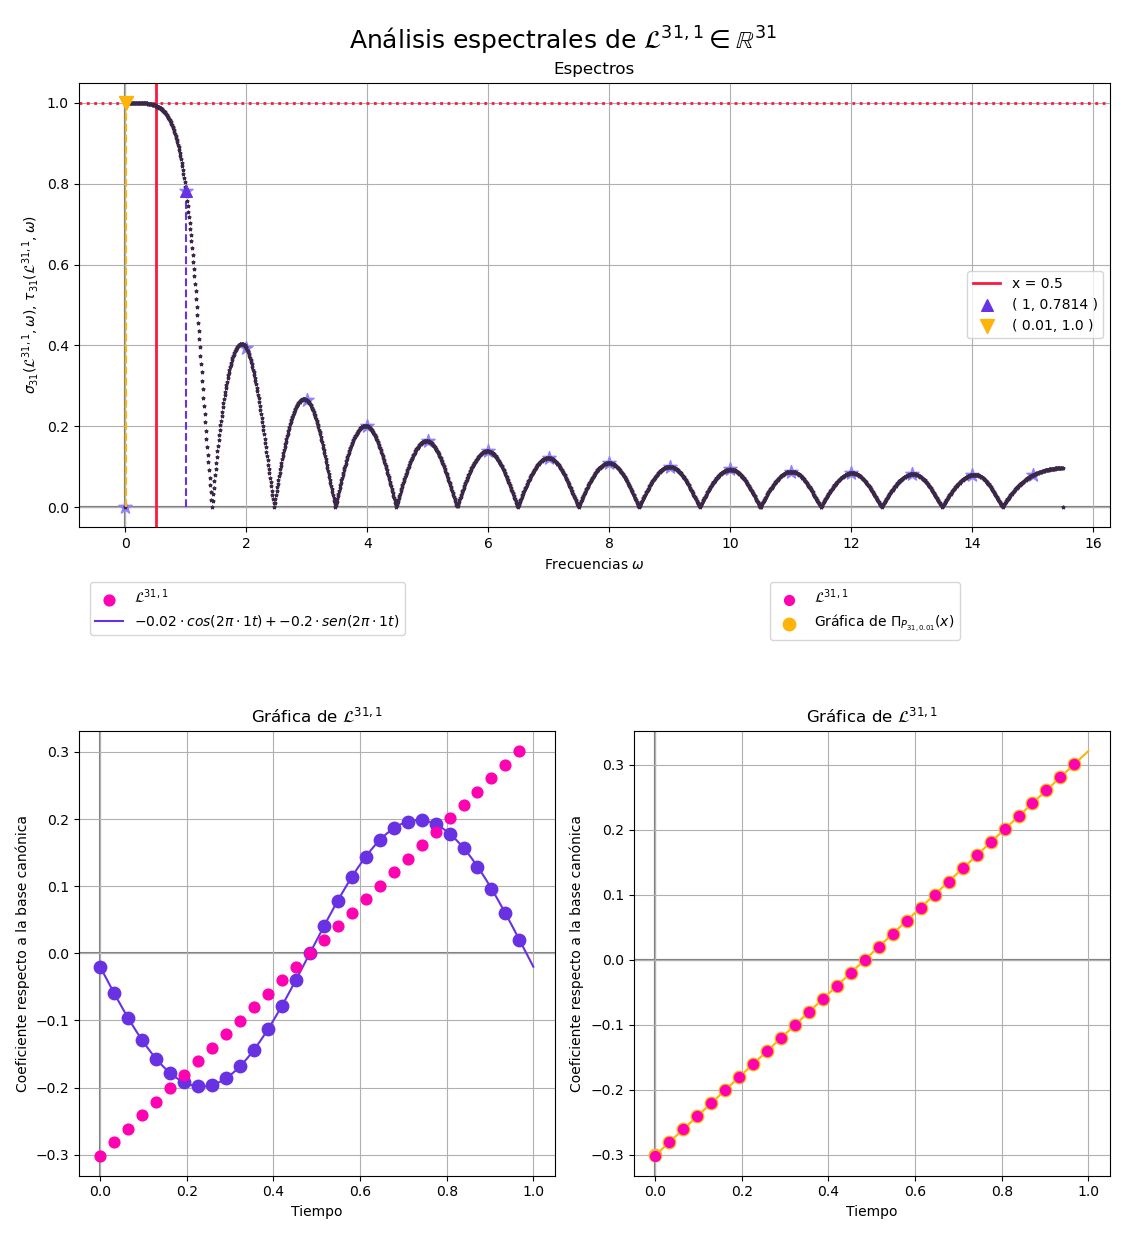 Análisis espectrales de 𝓛^{31,1} ∈ ℝ^{31}
Espectros
1.0
0.8
0.6
0.4
0.2
0.0
σ_{31}(𝓛^{31,1}, ω), τ_{31}(𝓛^{31,1}, ω)
x = 0.5
( 1, 0.7814 )
( 0.01, 1.0 )
0 2 4 6 8 10 12 14 16
Frecuencias ω
𝓛^{31,1}
−0.02 · cos(2π · 1t) + −0.2 · sen(2π · 1t)
𝓛^{31,1}
Gráfica de Π_{P_{31,0.01}}(x)
Gráfica de 𝓛^{31,1}
0.3
0.2
0.1
0.0
−0.1
−0.2
−0.3
Coeficiente respecto a la base canónica
0.0 0.2 0.4 0.6 0.8 1.0
Tiempo
Gráfica de 𝓛^{31,1}
0.3
0.2
0.1
0.0
−0.1
−0.2
−0.3
Coeficiente respecto a la base canónica
0.0 0.2 0.4 0.6 0.8 1.0
Tiempo